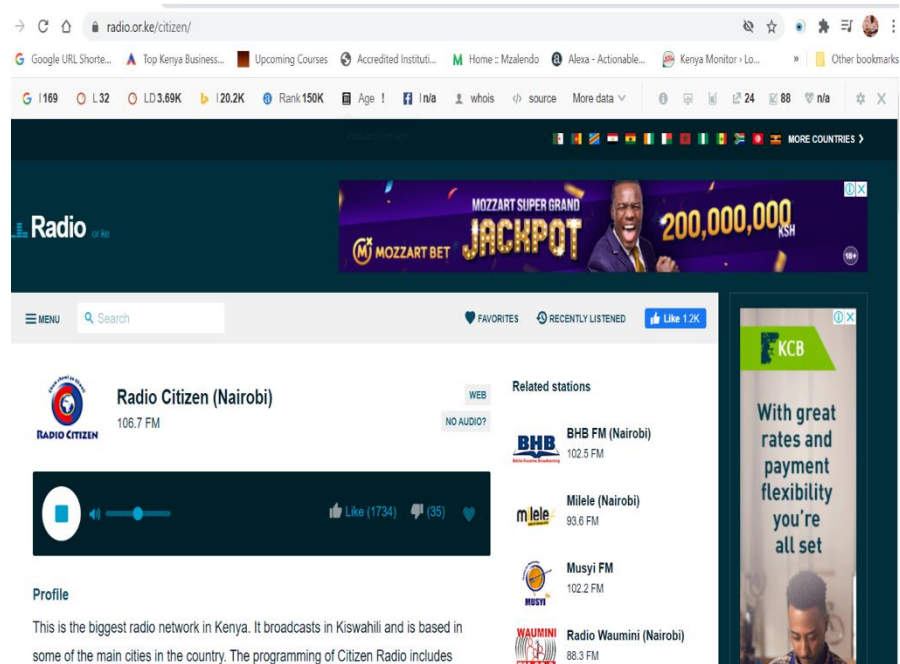 radio.or.ke/citizen/
Google URL Shorte... Top Kenya Business... Upcoming Courses Accredited Instituti... Home :: Mzalendo Alexa - Actionable... Kenya Monitor › Lo... » Other bookmarks
I 169 L 32 LD 3.69K I 20.2K Rank 150K Age ! I n/a whois source More data 24 88 n/a
MORE COUNTRIES
Radio or ke
MOZZART BET
MOZZART SUPER GRAND
JACKPOT
200,000,000 KSH
18+
MENU Search FAVORITES RECENTLY LISTENED Like 1.2K
RADIO CITIZEN
Radio Citizen (Nairobi)
106.7 FM
WEB
NO AUDIO?
Like (1734) (35)
Profile
This is the biggest radio network in Kenya. It broadcasts in Kiswahili and is based in
some of the main cities in the country. The programming of Citizen Radio includes
Related stations
BHB
BHB FM (Nairobi)
102.5 FM
milele
Milele (Nairobi)
93.6 FM
MUSYI
Musyi FM
102.2 FM
WAUMINI
Radio Waumini (Nairobi)
88.3 FM
KCB
With great
rates and
payment
flexibility
you're
all set